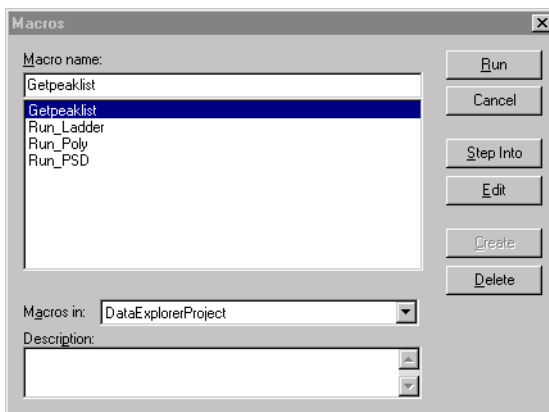 Macros
Macro name:
Getpeaklist
Getpeaklist
Run_Ladder
Run_Poly
Run_PSD
Run
Cancel
Step Into
Edit
Create
Delete
Macros in: DataExplorerProject
Description: